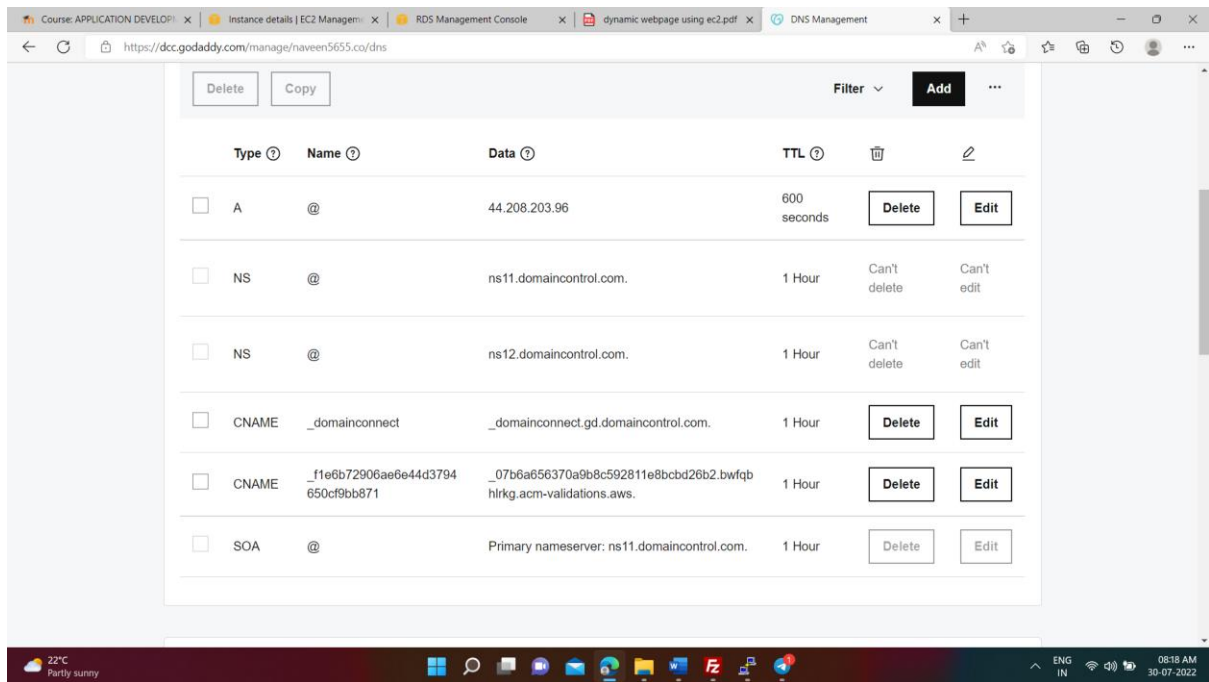 Course: APPLICATION DEVELOPI
Instance details | EC2 Managem
RDS Management Console
dynamic webpage using ec2.pdf
DNS Management
https://dcc.godaddy.com/manage/naveen5655.co/dns
Delete
Copy
Filter
Add
Type
Name
Data
TTL
A
@
44.208.203.96
600
seconds
Delete
Edit
NS
@
ns11.domaincontrol.com.
1 Hour
Can't
delete
Can't
edit
NS
@
ns12.domaincontrol.com.
1 Hour
Can't
delete
Can't
edit
CNAME
_domainconnect
_domainconnect.gd.domaincontrol.com.
1 Hour
Delete
Edit
CNAME
_f1e6b72906ae6e44d3794
650cf9bb871
_07b6a656370a9b8c592811e8bcbd26b2.bwfqb
hlrkg.acm-validations.aws.
1 Hour
Delete
Edit
SOA
@
Primary nameserver: ns11.domaincontrol.com.
1 Hour
Delete
Edit
22°C
Partly sunny
ENG
IN
08:18 AM
30-07-2022